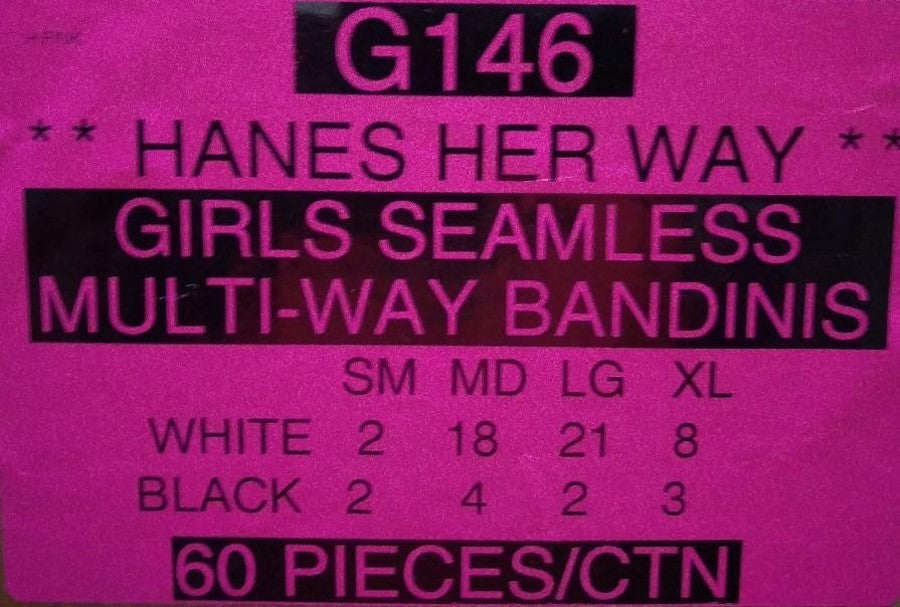 G146
** HANES HER WAY **
GIRLS SEAMLESS
MULTI-WAY BANDINIS
SM MD LG XL
WHITE 2 18 21 8
BLACK 2 4 2 3
60 PIECES/CTN